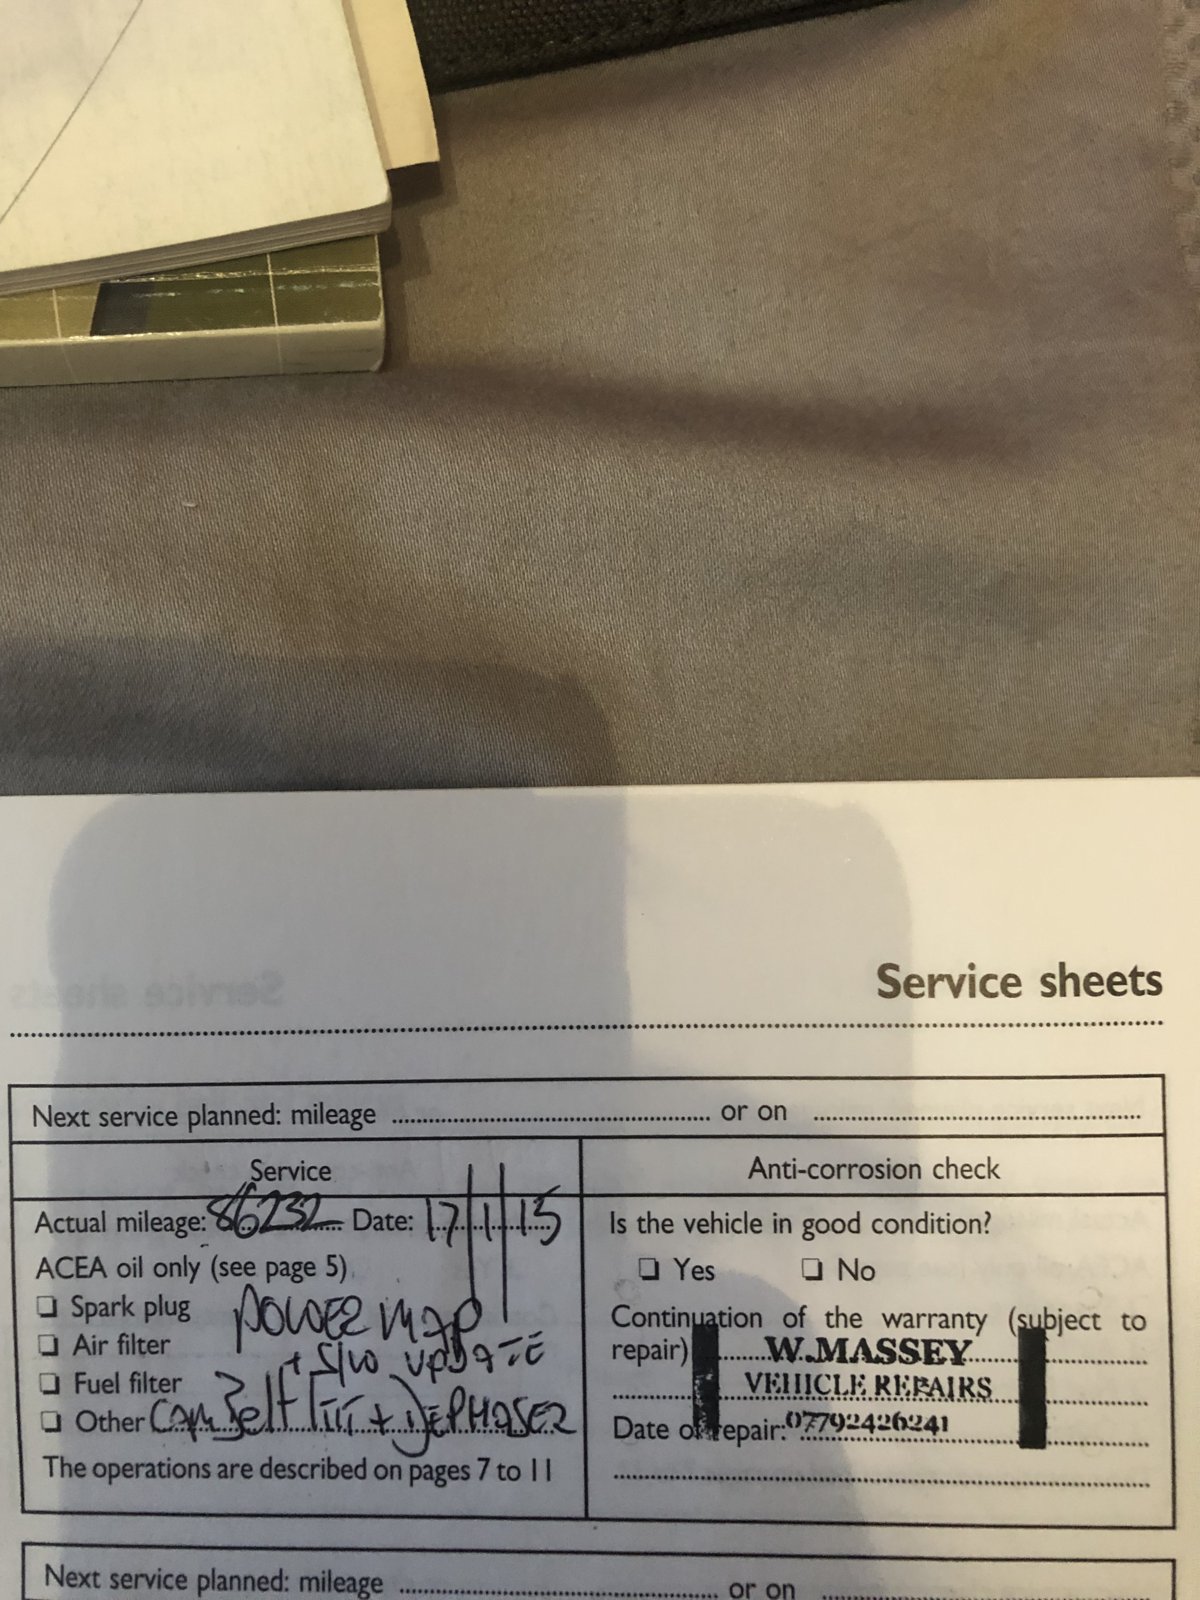 Service sheets
Next service planned: mileage ........ or on ........
Service
Actual mileage: 86232 Date: 17/1/15
ACEA oil only (see page 5)
❏ Spark plug
POWER MAP
❏ Air filter
+ S/W UPDATE
❏ Fuel filter
❏ Other CAMBELT KIT + DEPHASER
The operations are described on pages 7 to 11
Anti-corrosion check
Is the vehicle in good condition?
❏ Yes ❏ No
Continuation of the warranty (subject to
repair)
W.MASSEY
VEHICLE REPAIRS
Date of repair: 07792426241
Next service planned: mileage ........ or on ........